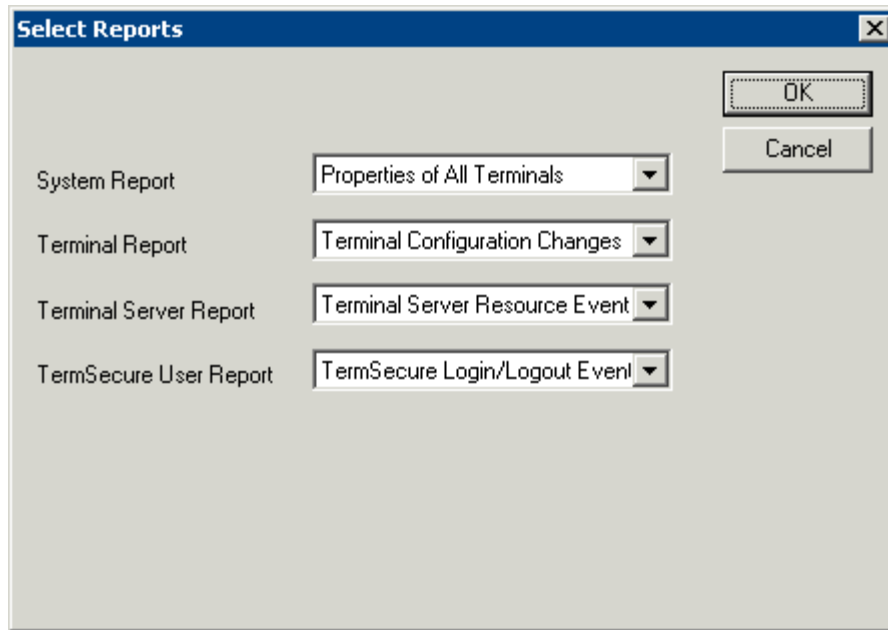 Select Reports
OK
Cancel
System Report
Properties of All Terminals
Terminal Report
Terminal Configuration Changes
Terminal Server Report
Terminal Server Resource Event
TermSecure User Report
TermSecure Login/Logout Event